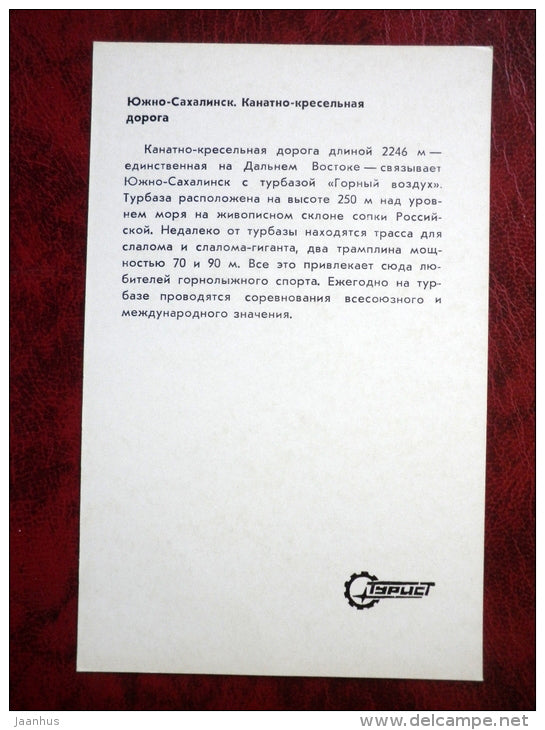 Южно-Сахалинск. Канатно-кресельная
дорога
Канатно-кресельная дорога длиной 2246 м —
единственная на Дальнем Востоке — связывает
Южно-Сахалинск с турбазой «Горный воздух».
Турбаза расположена на высоте 250 м над уров-
нем моря на живописном склоне сопки Россий-
ской. Недалеко от турбазы находятся трасса для
слалома и слалома-гиганта, два трамплина мощ-
ностью 70 и 90 м. Все это привлекает сюда лю-
бителей горнолыжного спорта. Ежегодно на тур-
базе проводятся соревнования всесоюзного и
международного значения.
ТУРИСТ
jaanhus
www.delcampe.net